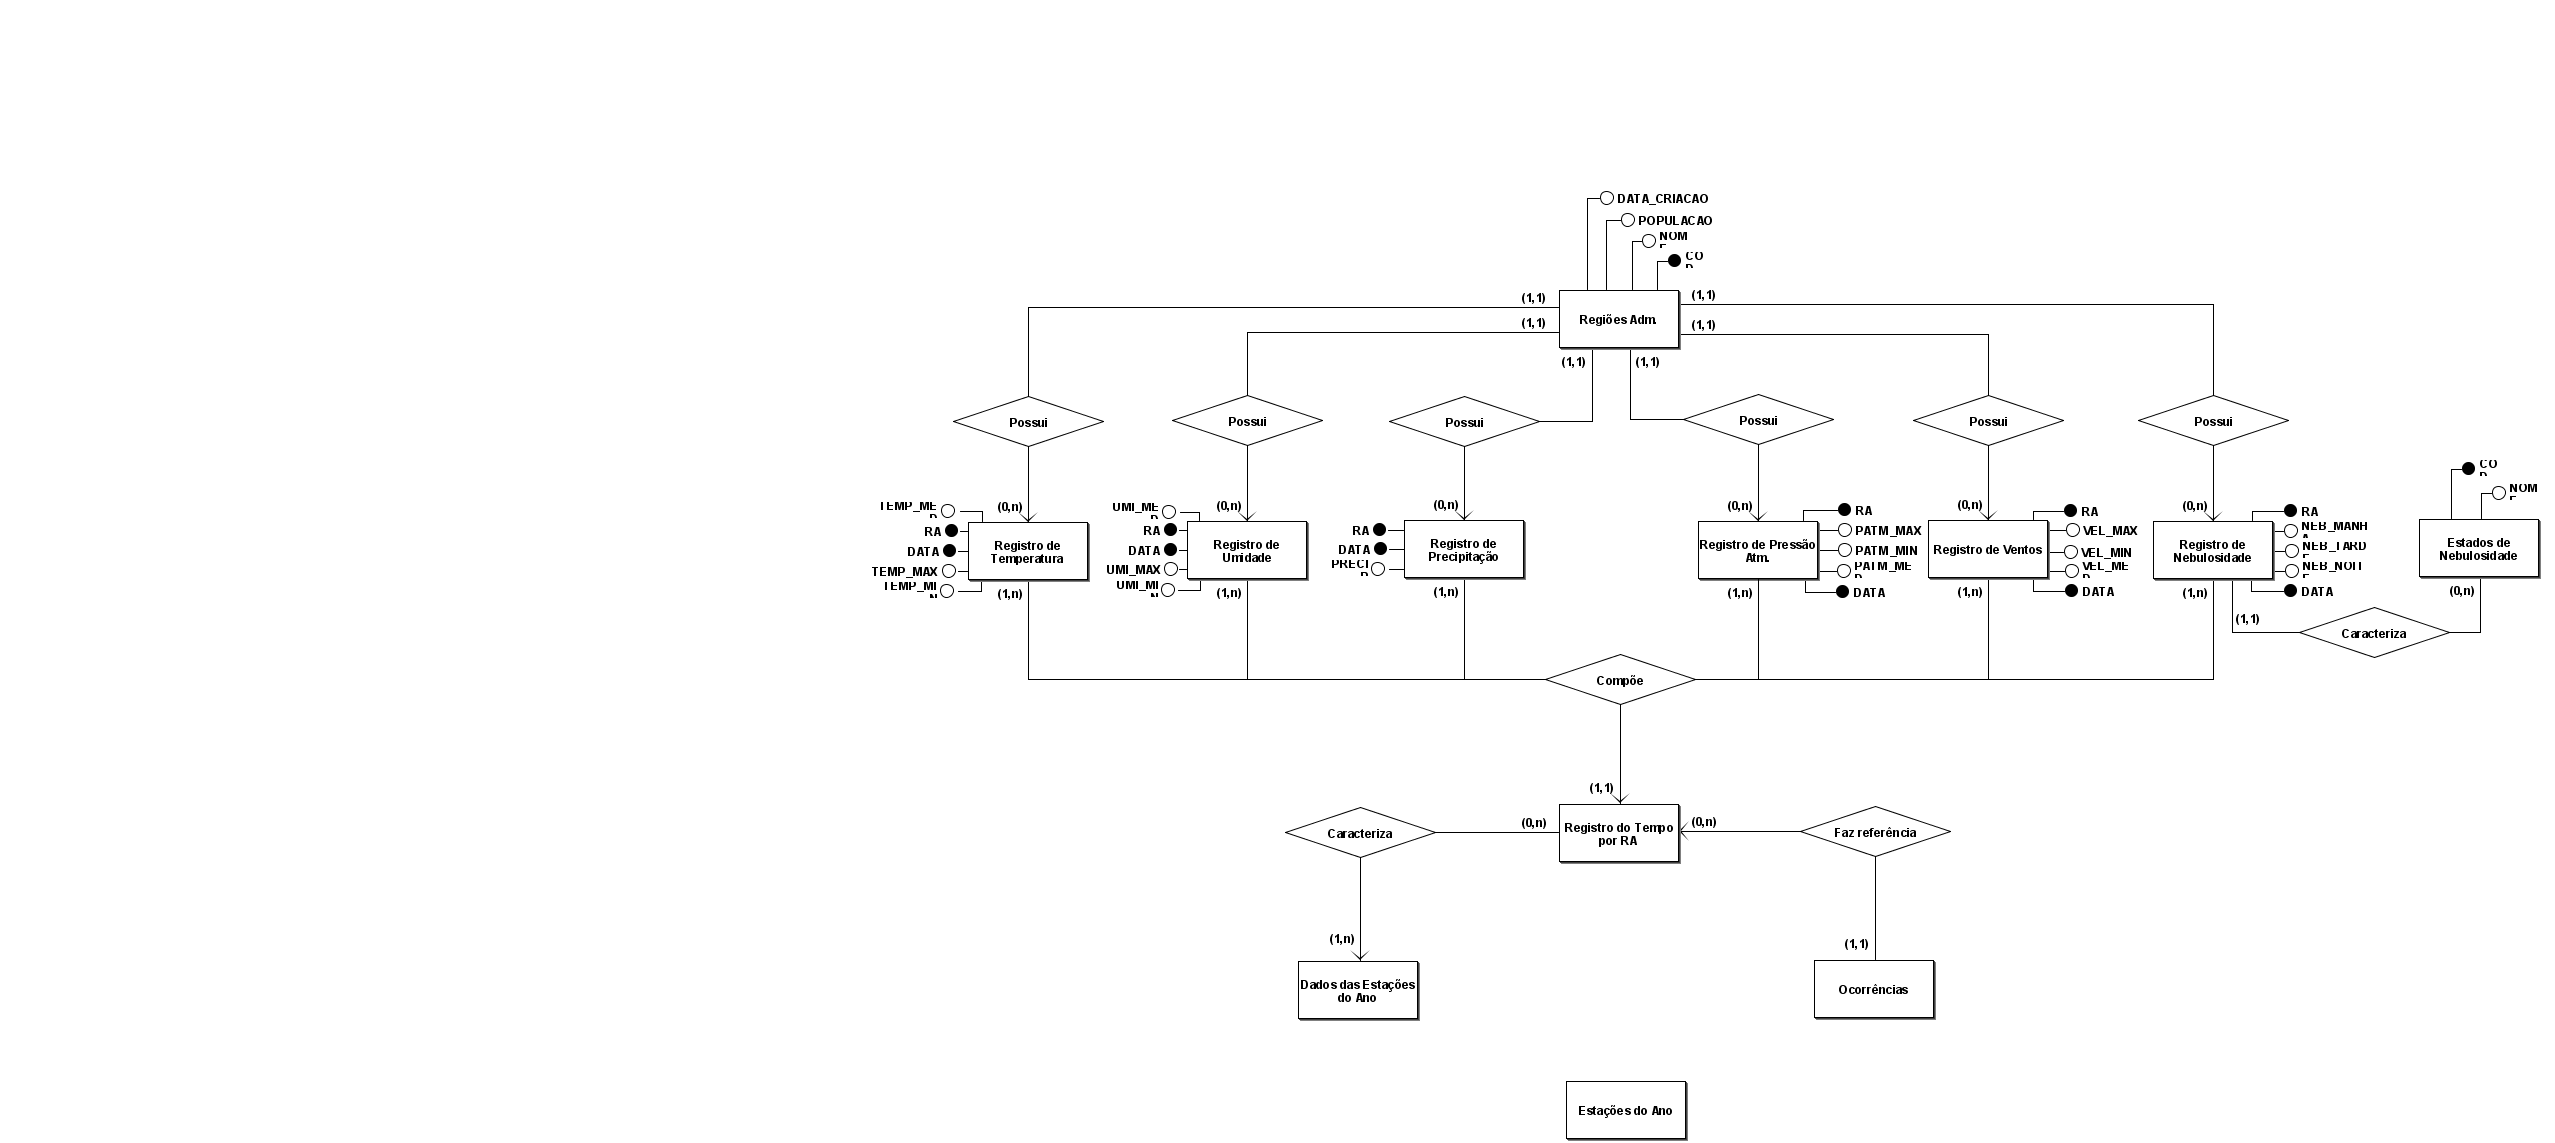 DATA_CRIACAO
POPULACAO
NOM
CO
(1,1)
(1,1)
(1,1)
(1,1)
Regiões Adm.
(1,1)
(1,1)
Possui
Possui
Possui
Possui
Possui
Possui
CO
NOM
TEMP_ME
RA
DATA
TEMP_MAX
TEMP_MI
(0,n)
Registro de
Temperatura
(1,n)
UMI_ME
RA
DATA
UMI_MAX
UMI_MI
(0,n)
Registro de
Umidade
(1,n)
RA
DATA
PRECI
(0,n)
Registro de
Precipitação
(1,n)
(0,n)
Registro de Pressão
Atm.
(1,n)
RA
PATM_MAX
PATM_MIN
PATM_ME
DATA
(0,n)
Registro de Ventos
(1,n)
RA
VEL_MAX
VEL_MIN
VEL_ME
DATA
(0,n)
Registro de
Nebulosidade
(1,n)
RA
NEB_MANH
NEB_TARD
NEB_NOIT
DATA
Estados de
Nebulosidade
(0,n)
(1,1)
Caracteriza
Compõe
(1,1)
Caracteriza
(0,n)
Registro do Tempo
por RA
(0,n)
Faz referência
(1,n)
(1,1)
Dados das Estações
do Ano
Ocorrências
Estações do Ano